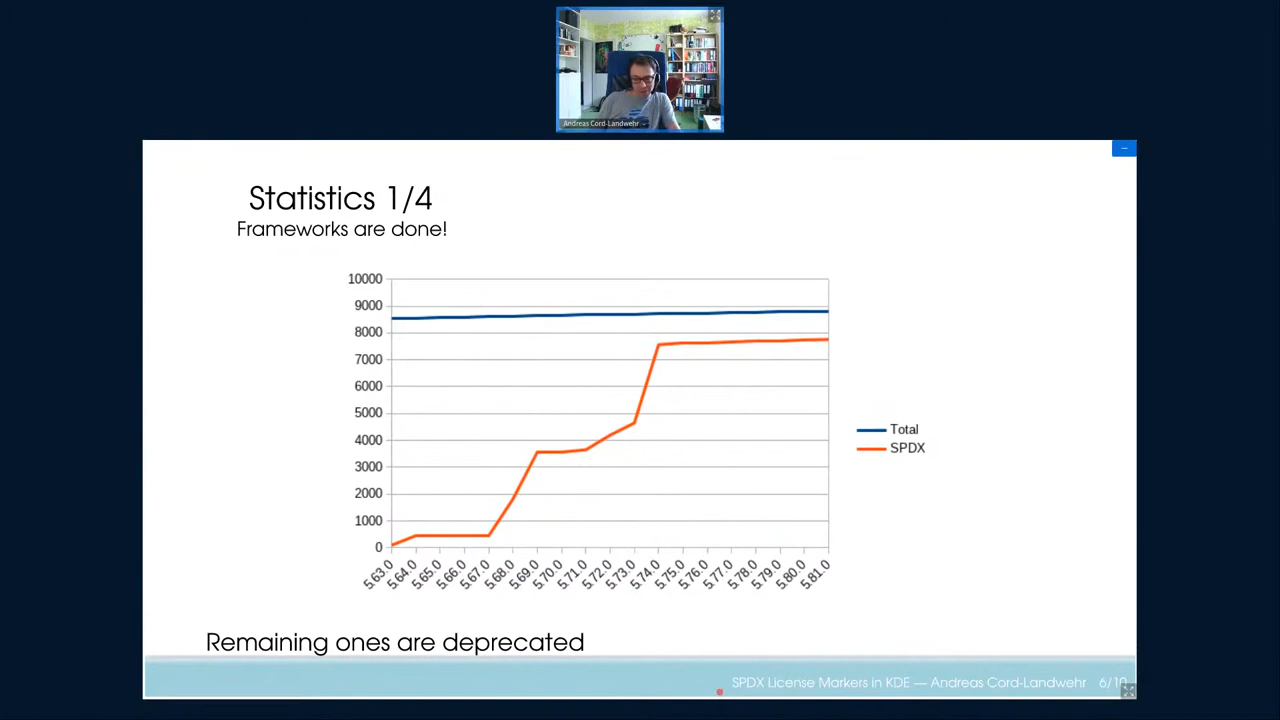 Andreas Cord-Landwehr
Statistics 1/4
Frameworks are done!
10000
9000
8000
7000
6000
5000
4000
3000
2000
1000
0
5.63.0 5.64.0 5.65.0 5.66.0 5.67.0 5.68.0 5.69.0 5.70.0 5.71.0 5.72.0 5.73.0 5.74.0 5.75.0 5.76.0 5.77.0 5.78.0 5.79.0 5.80.0 5.81.0
Total
SPDX
Remaining ones are deprecated
SPDX License Markers in KDE — Andreas Cord-Landwehr 6/10